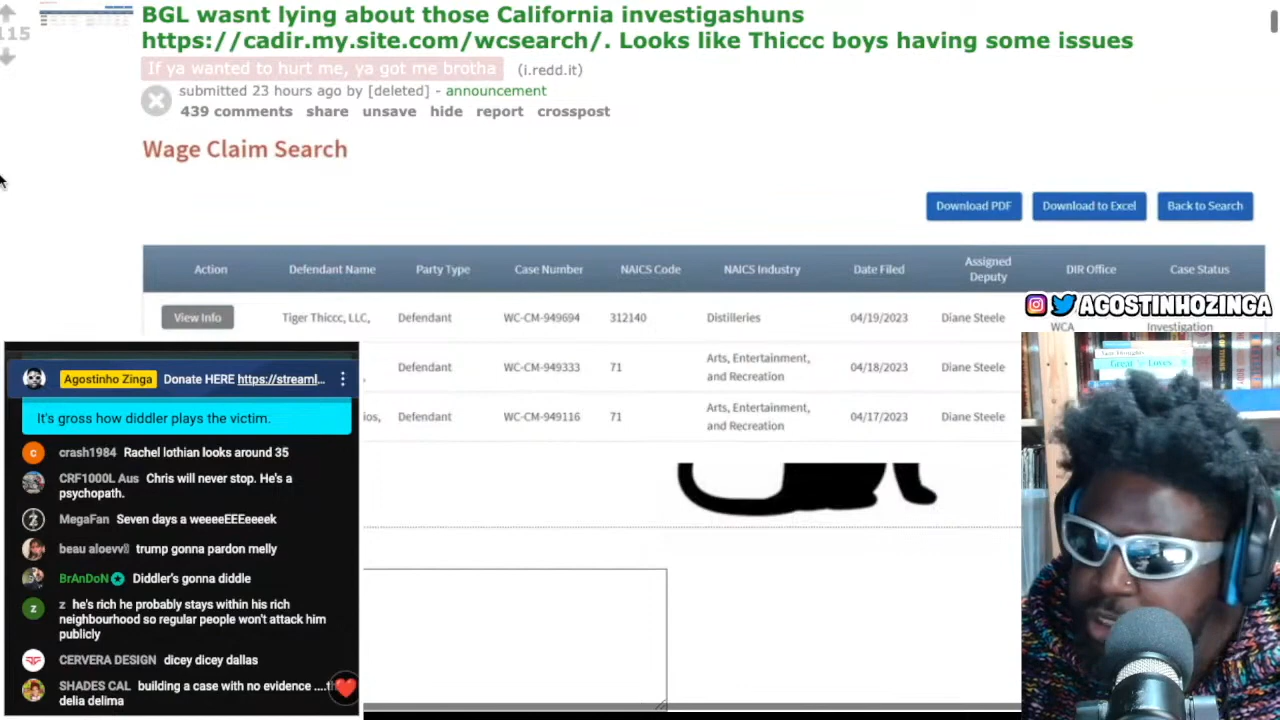 115
BGL wasnt lying about those California investigashuns
https://cadir.my.site.com/wcsearch/. Looks like Thiccc boys having some issues
If ya wanted to hurt me, ya got me brotha (i.redd.it)
submitted 23 hours ago by [deleted] - announcement
439 comments share unsave hide report crosspost
Wage Claim Search
Download PDF Download to Excel Back to Search
Action Defendant Name Party Type Case Number NAICS Code NAICS Industry Date Filed Assigned Deputy DIR Office Case Status
View Info Tiger Thiccc, LLC, Defendant WC-CM-949694 312140 Distilleries 04/19/2023 Diane Steele WCA Investigation
, Defendant WC-CM-949333 71 Arts, Entertainment, and Recreation 04/18/2023 Diane Steele
ios, Defendant WC-CM-949116 71 Arts, Entertainment, and Recreation 04/17/2023 Diane Steele
AGOSTINHOZINGA
Agostinho Zinga Donate HERE https://streaml...
It's gross how diddler plays the victim.
crash1984 Rachel lothian looks around 35
CRF1000L Aus Chris will never stop. He's a
psychopath.
MegaFan Seven days a weeeeEEEeeeek
beau aloevv trump gonna pardon melly
BrAnDoN Diddler's gonna diddle
z he's rich he probably stays within his rich
neighbourhood so regular people won't attack him
publicly
CERVERA DESIGN dicey dicey dallas
SHADES CAL building a case with no evidence ....t
delia delima